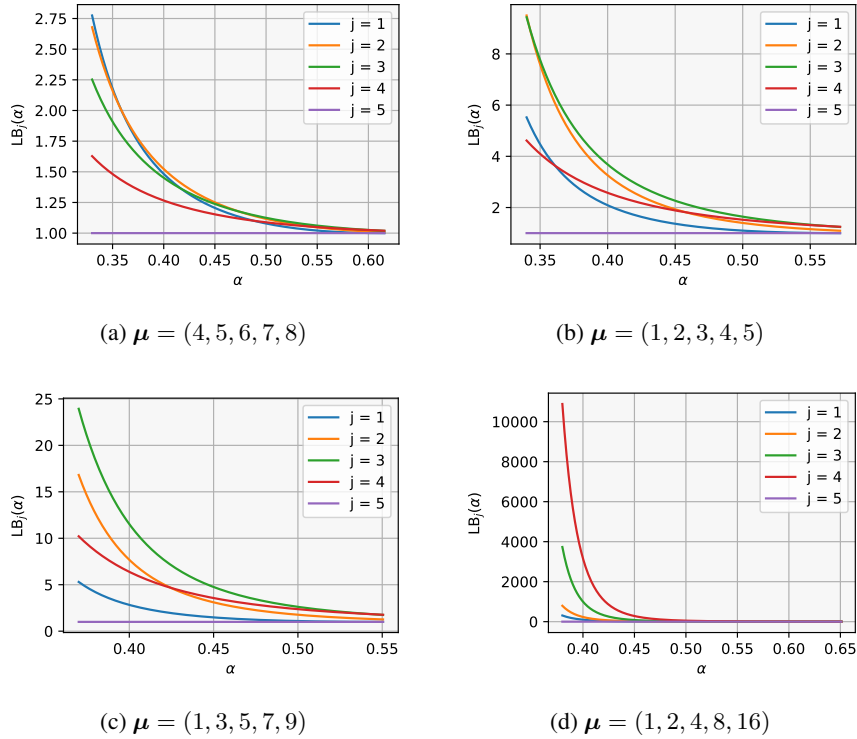 2.75
2.50
2.25
2.00
1.75
1.50
1.25
1.00
LB_j(α)
0.35 0.40 0.45 0.50 0.55 0.60
α
j = 1
j = 2
j = 3
j = 4
j = 5
(a) μ = (4, 5, 6, 7, 8)
8
6
4
2
LB_j(α)
0.35 0.40 0.45 0.50 0.55
α
j = 1
j = 2
j = 3
j = 4
j = 5
(b) μ = (1, 2, 3, 4, 5)
25
20
15
10
5
0
LB_j(α)
0.40 0.45 0.50 0.55
α
j = 1
j = 2
j = 3
j = 4
j = 5
(c) μ = (1, 3, 5, 7, 9)
10000
8000
6000
4000
2000
0
LB_j(α)
0.40 0.45 0.50 0.55 0.60 0.65
α
j = 1
j = 2
j = 3
j = 4
j = 5
(d) μ = (1, 2, 4, 8, 16)